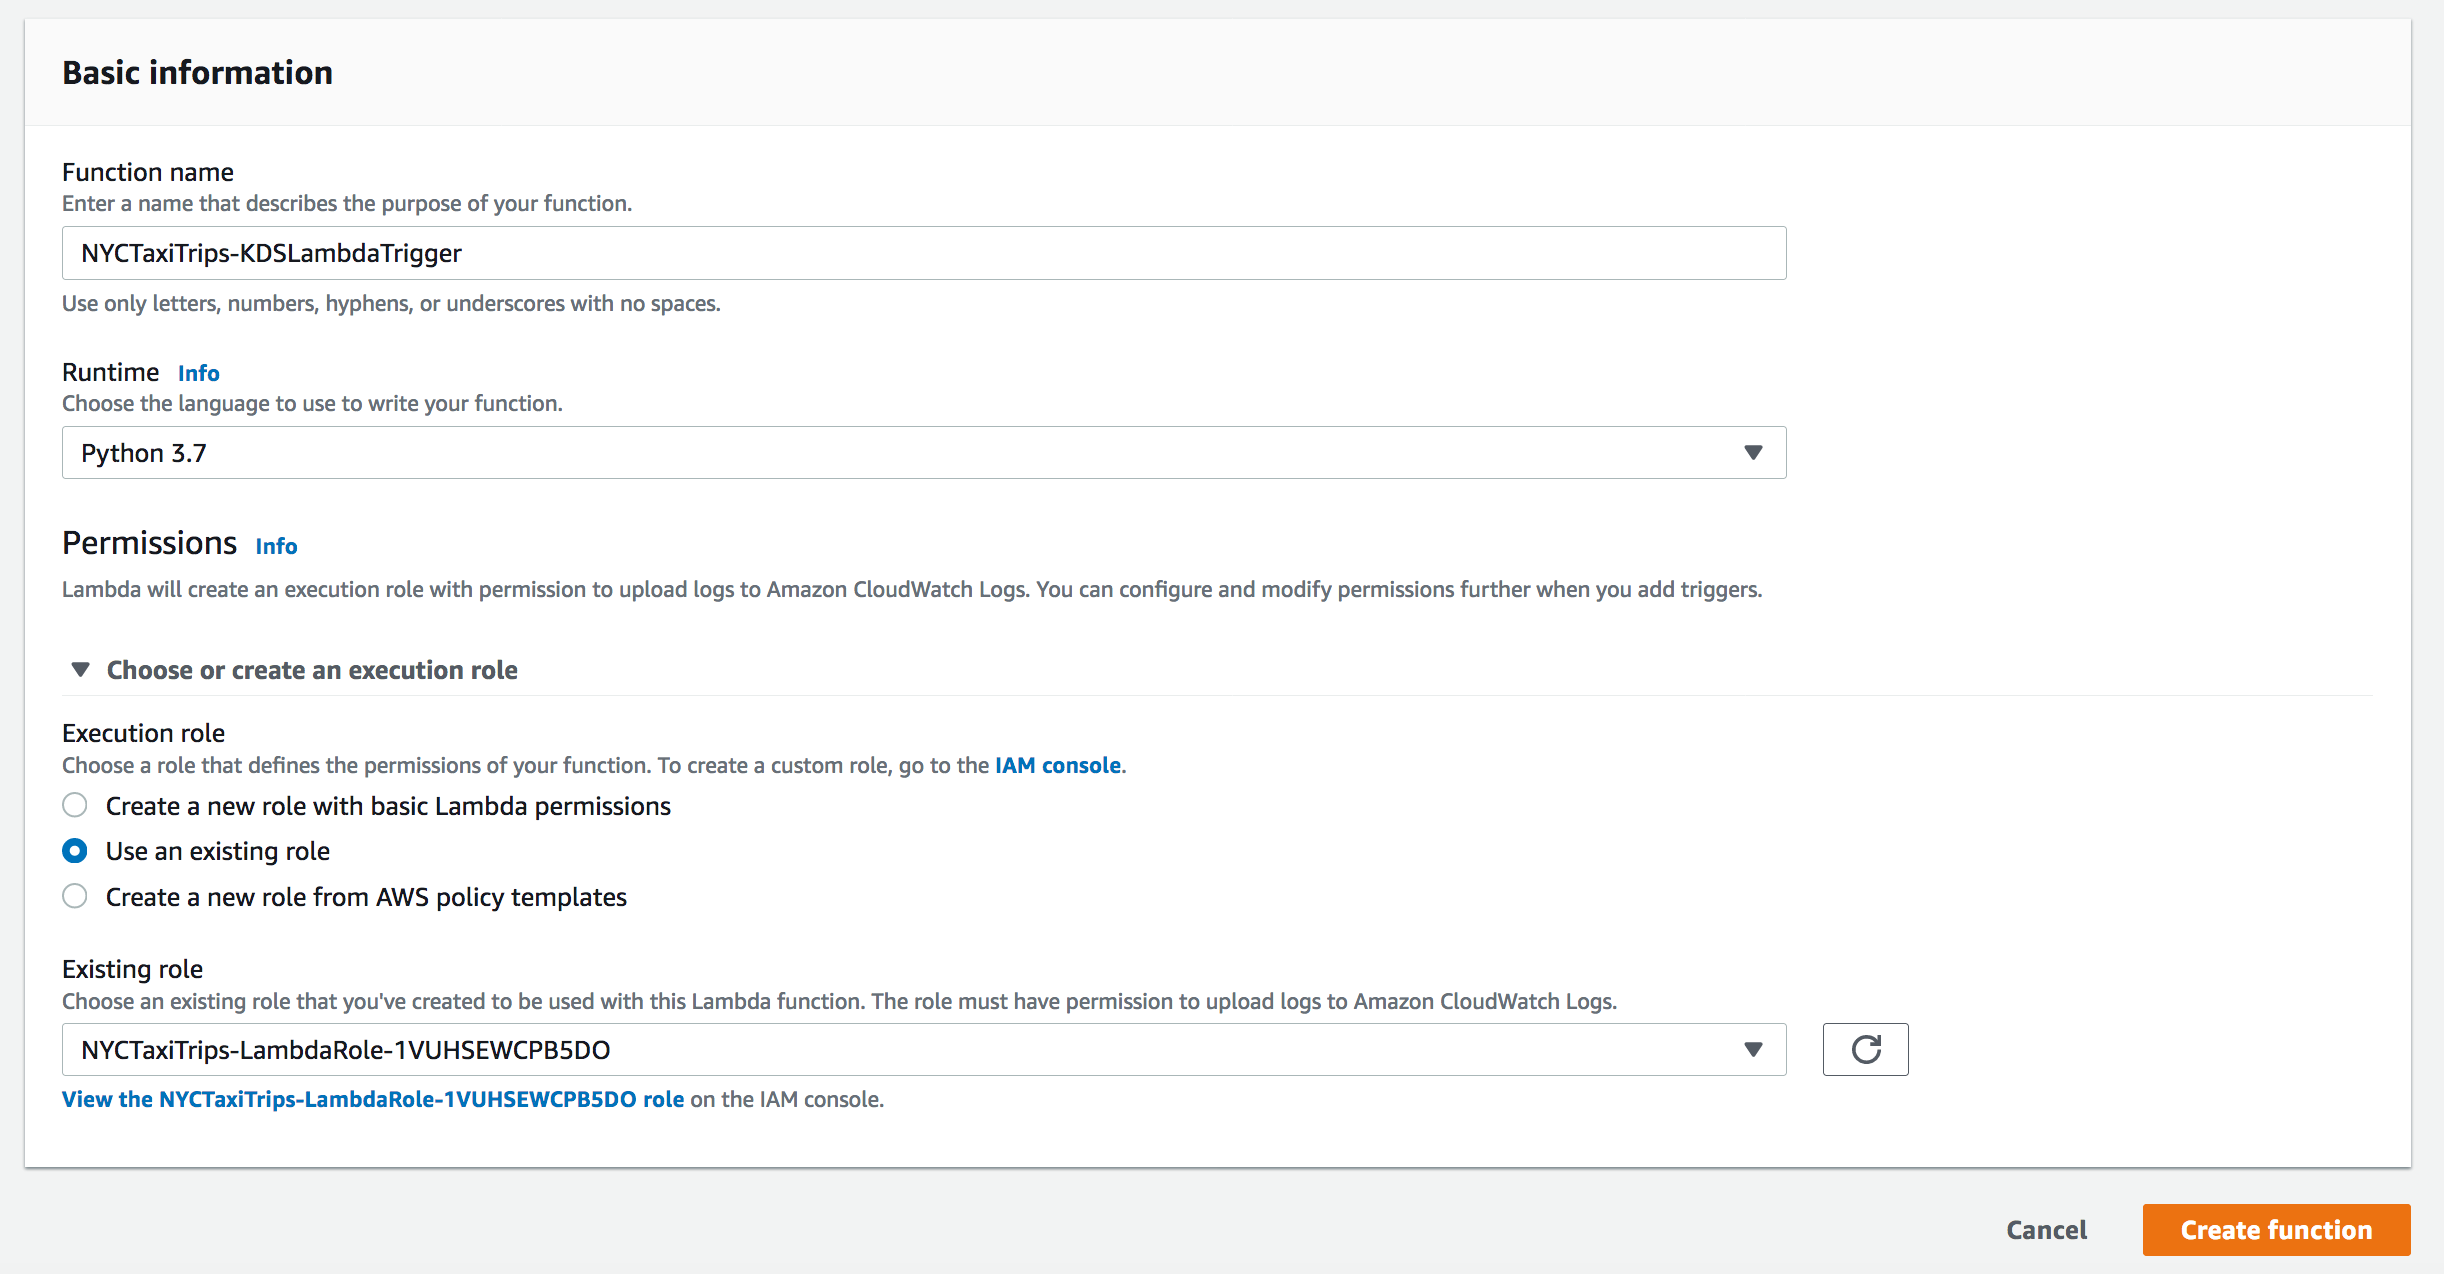 Basic information
Function name
Enter a name that describes the purpose of your function.
NYCTaxiTrips-KDSLambdaTrigger
Use only letters, numbers, hyphens, or underscores with no spaces.
Runtime Info
Choose the language to use to write your function.
Python 3.7
Permissions Info
Lambda will create an execution role with permission to upload logs to Amazon CloudWatch Logs. You can configure and modify permissions further when you add triggers.
Choose or create an execution role
Execution role
Choose a role that defines the permissions of your function. To create a custom role, go to the IAM console.
Create a new role with basic Lambda permissions
Use an existing role
Create a new role from AWS policy templates
Existing role
Choose an existing role that you've created to be used with this Lambda function. The role must have permission to upload logs to Amazon CloudWatch Logs.
NYCTaxiTrips-LambdaRole-1VUHSEWCPB5DO
View the NYCTaxiTrips-LambdaRole-1VUHSEWCPB5DO role on the IAM console.
Cancel Create function